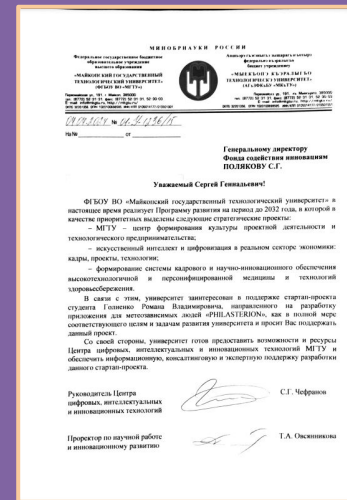 МИНОБРНАУКИ РОССИИ
Федеральное государственное бюджетное
образовательное учреждение
высшего образования
«МАЙКОПСКИЙ ГОСУДАРСТВЕННЫЙ
ТЕХНОЛОГИЧЕСКИЙ УНИВЕРСИТЕТ»
(ФГБОУ ВО «МГТУ»)
№
На№ от
Генеральному директору
Фонда содействия инновациям
ПОЛЯКОВУ С.Г.
Уважаемый Сергей Геннадьевич!
ФГБОУ ВО «Майкопский государственный технологический университет» в
настоящее время реализует Программу развития на период до 2032 года, в которой в
качестве приоритетных выделены следующие стратегические проекты:
– МГТУ – центр формирования культуры проектной деятельности и
технологического предпринимательства;
– искусственный интеллект и цифровизация в реальном секторе экономики:
кадры, проекты, технологии;
– формирование системы кадрового и научно-инновационного обеспечения
высокотехнологичной и персонифицированной медицины и технологий
здоровьесбережения.
В связи с этим, университет заинтересован в поддержке стартап-проекта
студента Голиенко Романа Владимировича, направленного на разработку
приложения для метеозависимых людей «PHILASTERION», как в полной мере
соответствующего целям и задачам развития университета и просит Вас поддержать
данный проект.
Со своей стороны, университет готов предоставить возможности и ресурсы
Центра цифровых, интеллектуальных и инновационных технологий МГТУ и
обеспечить информационную, консалтинговую и экспертную поддержку разработки
данного стартап-проекта.
Руководитель Центра
цифровых, интеллектуальных
и инновационных технологий
С.Г. Чефранов
Проректор по научной работе
и инновационному развитию
Т.А. Овсянникова